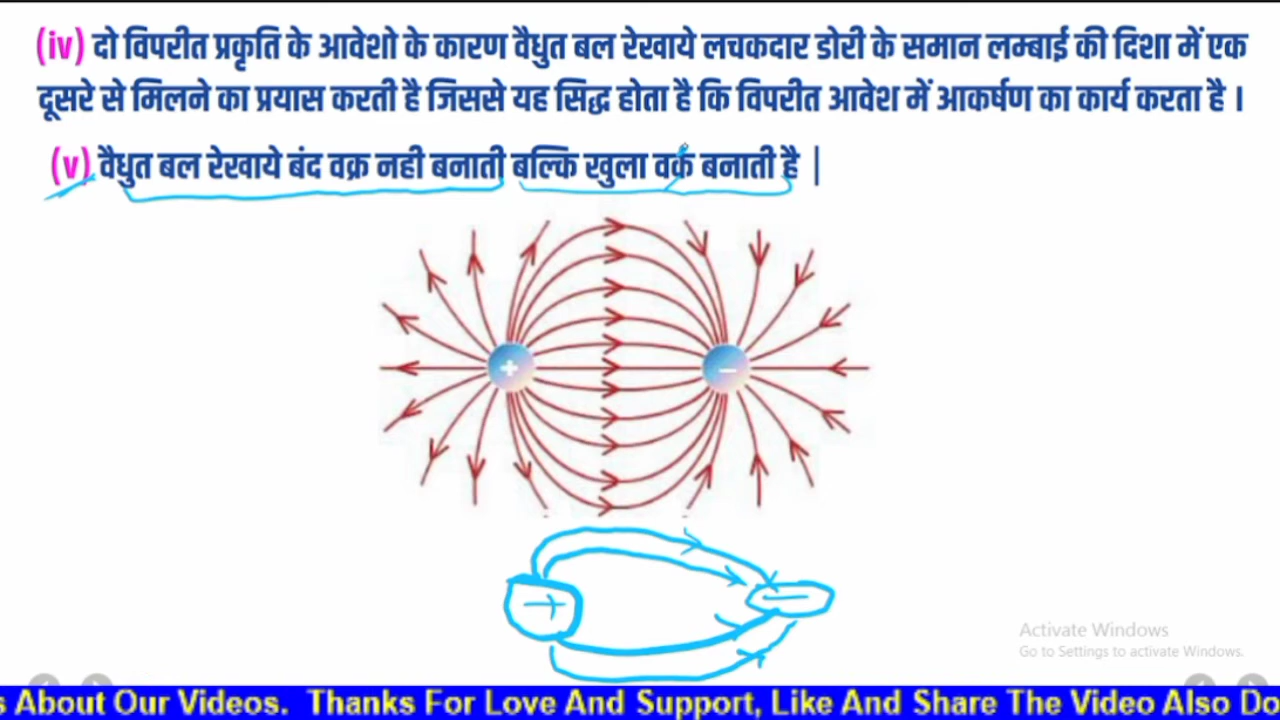 (iv) दो विपरीत प्रकृति के आवेशो के कारण वैधुत बल रेखाये लचकदार डोरी के समान लम्बाई की दिशा में एक
दूसरे से मिलने का प्रयास करती है जिससे यह सिद्ध होता है कि विपरीत आवेश में आकर्षण का कार्य करता है ।
(v) वैधुत बल रेखाये बंद वक्र नही बनाती बल्कि खुला वर्क बनाती है |
+ −
+ −
Activate Windows
Go to Settings to activate Windows.
s About Our Videos. Thanks For Love And Support, Like And Share The Video Also Do